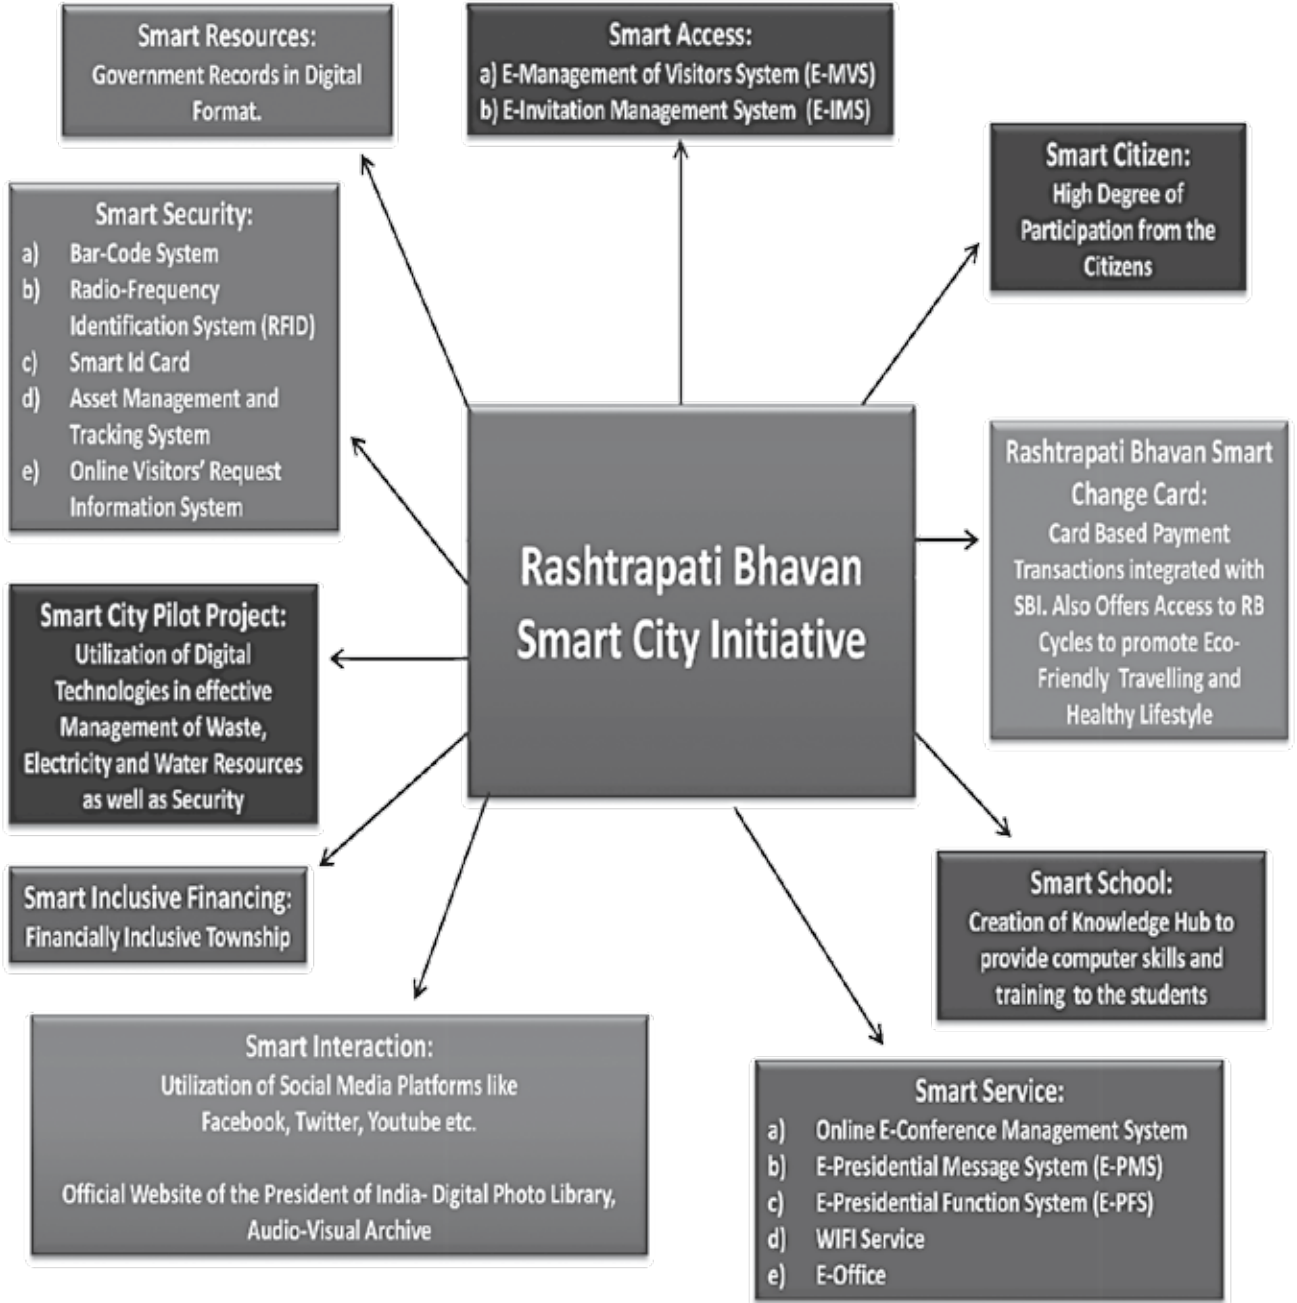 Smart Resources:
Government Records in Digital
Format.
Smart Access:
a) E-Management of Visitors System (E-MVS)
b) E-Invitation Management System (E-IMS)
Smart Citizen:
High Degree of
Participation from the
Citizens
Smart Security:
a) Bar-Code System
b) Radio-Frequency
Identification System (RFID)
c) Smart Id Card
d) Asset Management and
Tracking System
e) Online Visitors’ Request
Information System
Rashtrapati Bhavan
Smart City Initiative
Rashtrapati Bhavan Smart
Change Card:
Card Based Payment
Transactions integrated with
SBI. Also Offers Access to RB
Cycles to promote Eco-
Friendly Travelling and
Healthy Lifestyle
Smart City Pilot Project:
Utilization of Digital
Technologies in effective
Management of Waste,
Electricity and Water Resources
as well as Security
Smart Inclusive Financing:
Financially Inclusive Township
Smart School:
Creation of Knowledge Hub to
provide computer skills and
training to the students
Smart Interaction:
Utilization of Social Media Platforms like
Facebook, Twitter, Youtube etc.
Official Website of the President of India- Digital Photo Library,
Audio-Visual Archive
Smart Service:
a) Online E-Conference Management System
b) E-Presidential Message System (E-PMS)
c) E-Presidential Function System (E-PFS)
d) WIFI Service
e) E-Office